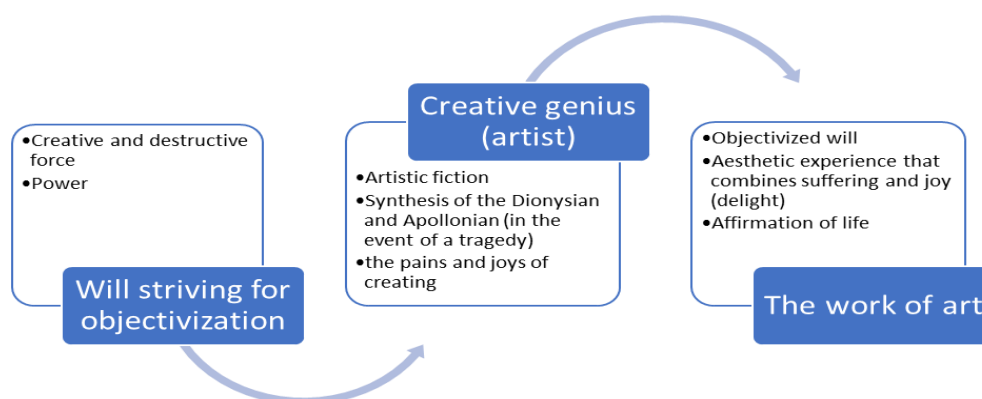 •Creative and destructive
force
•Power
Will striving for
objectivization
Creative genius
(artist)
•Artistic fiction
•Synthesis of the Dionysian
and Apollonian (in the
event of a tragedy)
•the pains and joys of
creating
•Objectivized will
•Aesthetic experience that
combines suffering and joy
(delight)
•Affirmation of life
The work of art